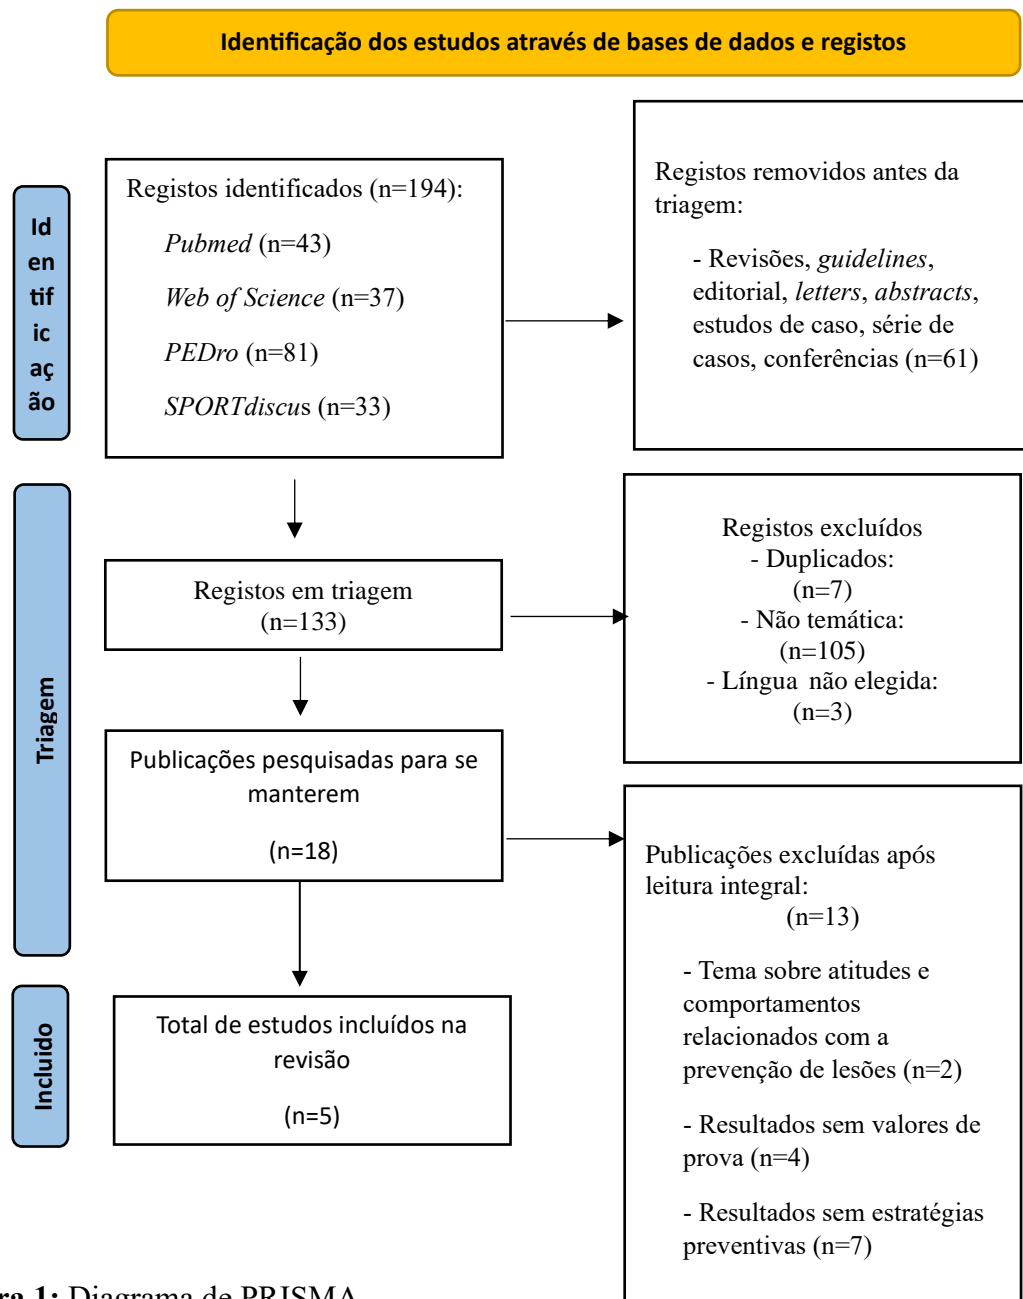 Identificação dos estudos através de bases de dados e registos
Id
en
tif
ic
aç
ão
Registos identificados (n=194):
Pubmed (n=43)
Web of Science (n=37)
PEDro (n=81)
SPORTdiscus (n=33)
Registos removidos antes da
triagem:
- Revisões, guidelines,
editorial, letters, abstracts,
estudos de caso, série de
casos, conferências (n=61)
Triagem
Registos em triagem
(n=133)
Registos excluídos
- Duplicados:
(n=7)
- Não temática:
(n=105)
- Língua não elegida:
(n=3)
Publicações pesquisadas para se
manterem
(n=18)
Publicações excluídas após
leitura integral:
(n=13)
- Tema sobre atitudes e
comportamentos
relacionados com a
prevenção de lesões (n=2)
- Resultados sem valores de
prova (n=4)
- Resultados sem estratégias
preventivas (n=7)
Incluido
Total de estudos incluídos na
revisão
(n=5)
ra 1: Diagrama de PRISMA